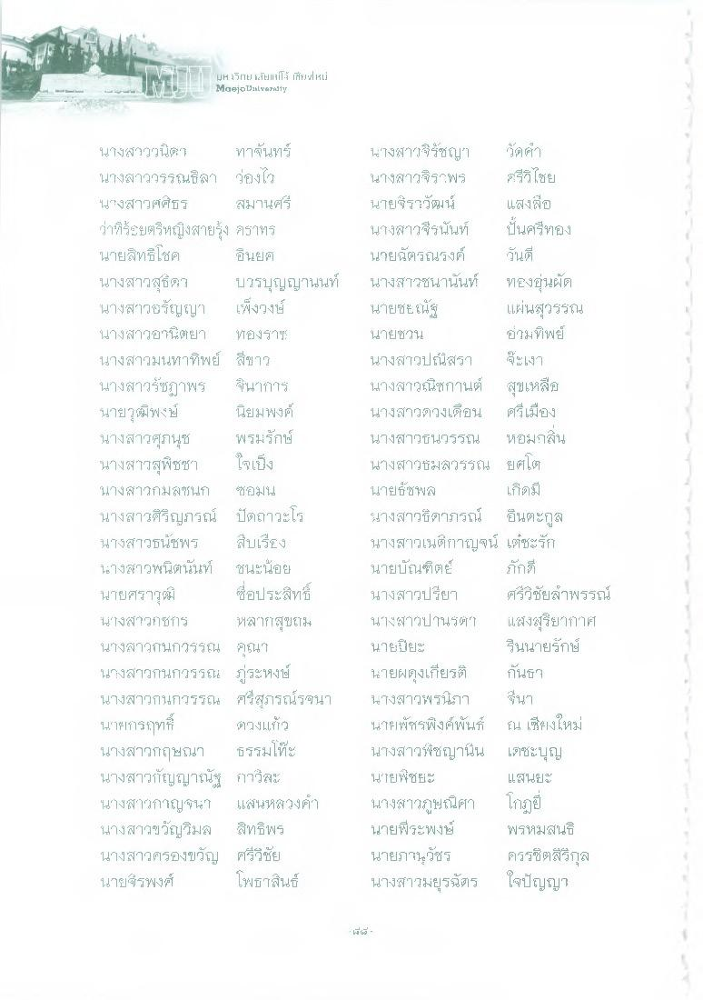 MJU มหาวิทยาลัยแม่โจ้ เชียงใหม่
Maejo University
นางสาววนิดา ทาจันทร์
นางสาววรรณธิลา ว่องไว
นางสาวศศิธร สมานศรี
ว่าที่ร้อยตรีหญิงสายรุ้ง คราทร
นายสิทธิโชค อินยศ
นางสาวสุธิดา บวรบุญญานนท์
นางสาวอรัญญา เพ็งวงษ์
นางสาวอานิตยา ทองราช
นางสาวมนทาทิพย์ สีขาว
นางสาวรัชฎาพร จินาการ
นายวุฒิพงษ์ นิยมพงค์
นางสาวศุภนุช พรมรักษ์
นางสาวสุพิชชา ใจเป็ง
นางสาวกมลชนก ซอมน
นางสาวศิริญภรณ์ ปัดถาวะโร
นางสาวธนัชพร สืบเรือง
นางสาวพนิตนันท์ ชนะน้อย
นายศราวุฒิ ซื่อประสิทธิ์
นางสาวกชกร หลากสุขถม
นางสาวกนกวรรณ คุณา
นางสาวกนกวรรณ ภู่ระหงษ์
นางสาวกนกวรรณ ศรีสุภรณ์รจนา
นายกรฤทธิ์ ดวงแก้ว
นางสาวกฤษณา ธรรมโท๊ะ
นางสาวกัญญาณัฐ กาวิละ
นางสาวกาญจนา แสนหลวงคำ
นางสาวขวัญวิมล สิทธิพร
นางสาวครองขวัญ ศรีวิชัย
นายจิรพงศ์ โพธาสินธ์
นางสาวจิรัชญา วัดคำ
นางสาวจิราพร ศรีวิไชย
นายจิราวัฒน์ แสงลือ
นางสาวจีรนันท์ ปั้นศรีทอง
นายฉัตรณรงค์ วันดี
นางสาวชนานันท์ ทองอุ่นผัด
นายชยณัฐ แผ่นสุวรรณ
นายชวน อ่วมทิพย์
นางสาวปณิสรา จ๊ะเงา
นางสาวณิชกานต์ สุขเหลือ
นางสาวดวงเดือน ศรีเมือง
นางสาวธนวรรณ หอมกลิ่น
นางสาวธมลวรรณ ยศโต
นายธัชพล เกิดมี
นางสาวธิดาภรณ์ อินตะกูล
นางสาวเนติกาญจน์ เต๋ชะรัก
นายบัณฑิตย์ ภักดี
นางสาวปรียา ศรีวิชัยลำพรรณ์
นางสาวปานรดา แสงสุริยากาศ
นายปิยะ รินนายรักษ์
นายผดุงเกียรติ กันธา
นางสาวพรนิภา จีนา
นายพัชรพิงค์พันธ์ ณ เชียงใหม่
นางสาวพิชญานิน เดชะบุญ
นายพิชยะ แสนยะ
นางสาวภูษณิศา โกฎยี่
นายพีระพงษ์ พรหมสนธิ
นายภาณุวัชร ครรชิตสิริกุล
นางสาวมยุรฉัตร ใจปัญญา
-๘๘-